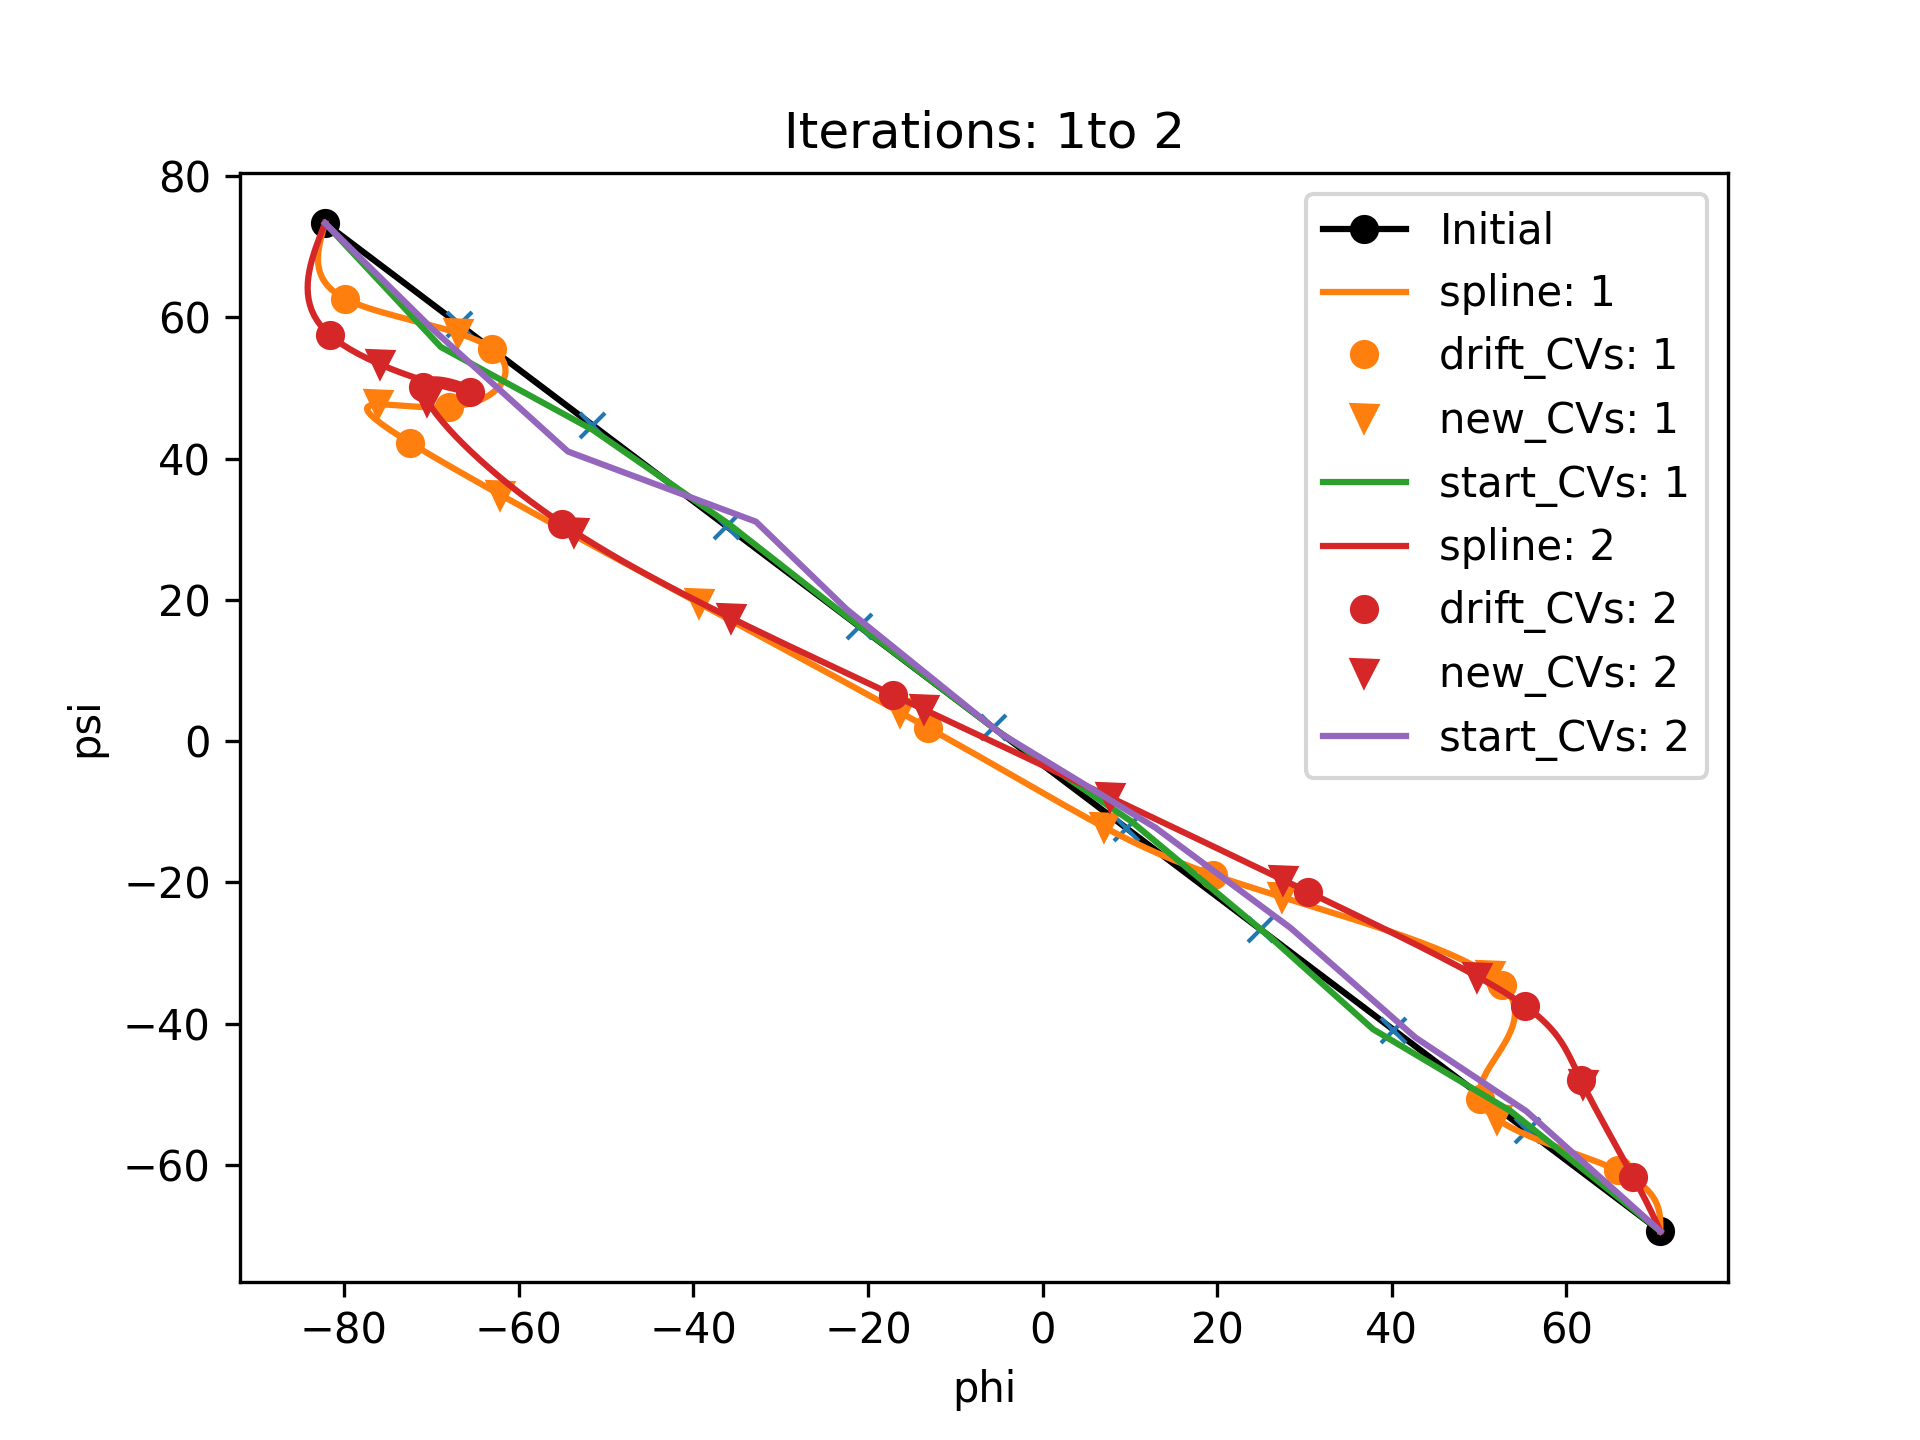 Iterations: 1to 2
80
60
40
20
0
−20
−40
−60
psi
−80
−60
−40
−20
0
20
40
60
phi
Initial
spline: 1
drift_CVs: 1
new_CVs: 1
start_CVs: 1
spline: 2
drift_CVs: 2
new_CVs: 2
start_CVs: 2